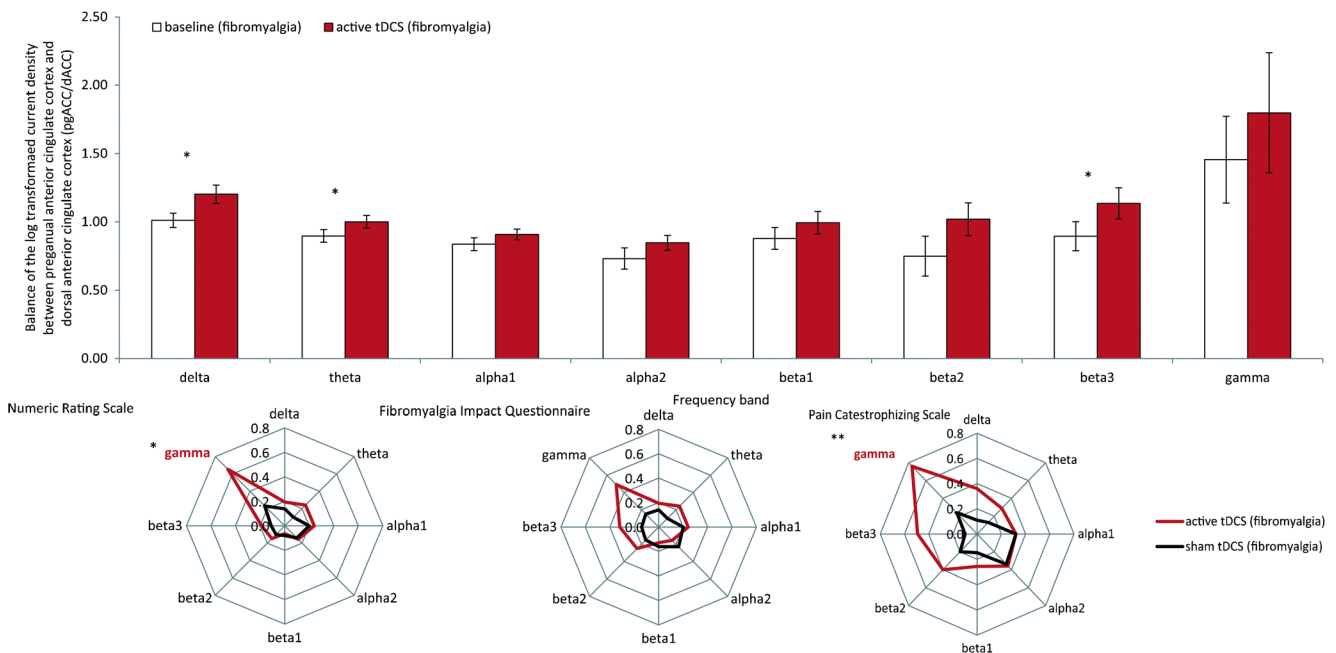 2.50
2.00
1.50
1.00
0.50
0.00
Balance of the log transformaed current density
between preganual anterior cingulate cortex and
dorsal anterior cingulate cortex (pgACC/dACC)
baseline (fibromyalgia)
active tDCS (fibromyalgia)
*
*
*
delta
theta
alpha1
alpha2
beta1
beta2
beta3
gamma
Frequency band
Numeric Rating Scale
* gamma
delta
theta
alpha1
alpha2
beta1
beta2
beta3
0.8
0.6
0.4
0.2
0.0
Fibromyalgia Impact Questionnaire
delta
theta
alpha1
alpha2
beta1
beta2
beta3
gamma
0.8
0.6
0.4
0.2
0.0
Pain Catestrophizing Scale
**
gamma
delta
theta
alpha1
alpha2
beta1
beta2
beta3
0.8
0.6
0.4
0.2
0.0
active tDCS (fibromyalgia)
sham tDCS (fibromyalgia)